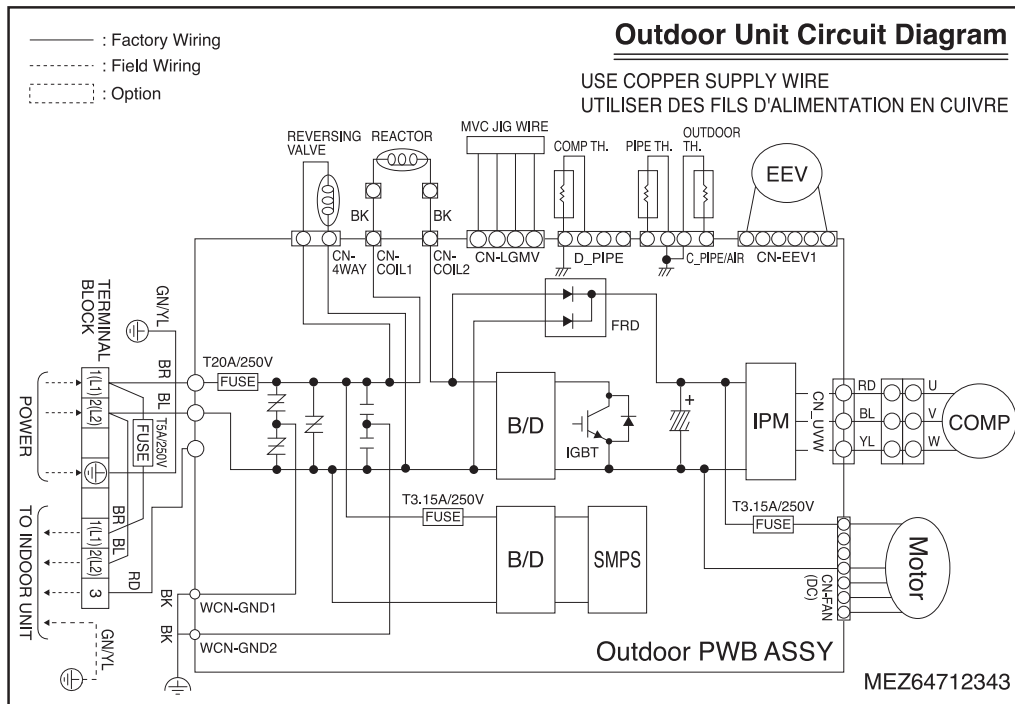 Outdoor Unit Circuit Diagram
: Factory Wiring
: Field Wiring
: Option
USE COPPER SUPPLY WIRE
UTILISER DES FILS D'ALIMENTATION EN CUIVRE
REVERSING
VALVE
REACTOR
MVC JIG WIRE
COMP TH.
PIPE TH.
OUTDOOR
TH.
EEV
BK
BK
CN-
4WAY
CN-
COIL1
CN-
COIL2
CN-LGMV
D_PIPE
C_PIPE/AIR
CN-EEV1
FRD
TERMINAL
BLOCK
GN/YL
BR
BL
T20A/250V
FUSE
1(L1)
2(L2)
T5A/250V
FUSE
POWER
B/D
IGBT
+
IPM
CN_UVW
RD
BL
YL
U
V
W
COMP
T3.15A/250V
FUSE
T3.15A/250V
FUSE
B/D
SMPS
CN-FAN
(DC)
Motor
TO INDOOR UNIT
1(L1)
2(L2)
3
BR
BL
RD
BK
BK
WCN-GND1
WCN-GND2
GN/YL
Outdoor PWB ASSY
MEZ64712343